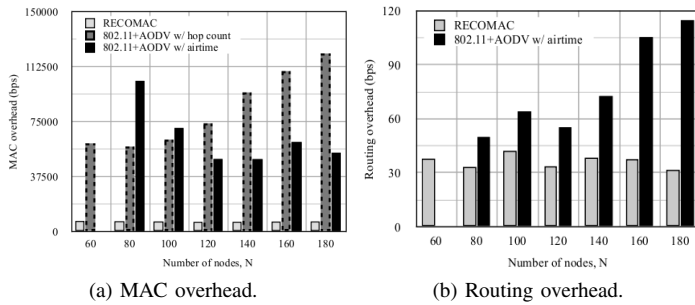 RECOMAC
802.11+AODV w/ hop count
802.11+AODV w/ airtime
150000
112500
75000
37500
0
MAC overhead (bps)
60 80 100 120 140 160 180
Number of nodes, N
(a) MAC overhead.
RECOMAC
802.11+AODV w/ airtime
120
90
60
30
0
Routing overhead (bps)
60 80 100 120 140 160 180
Number of nodes, N
(b) Routing overhead.